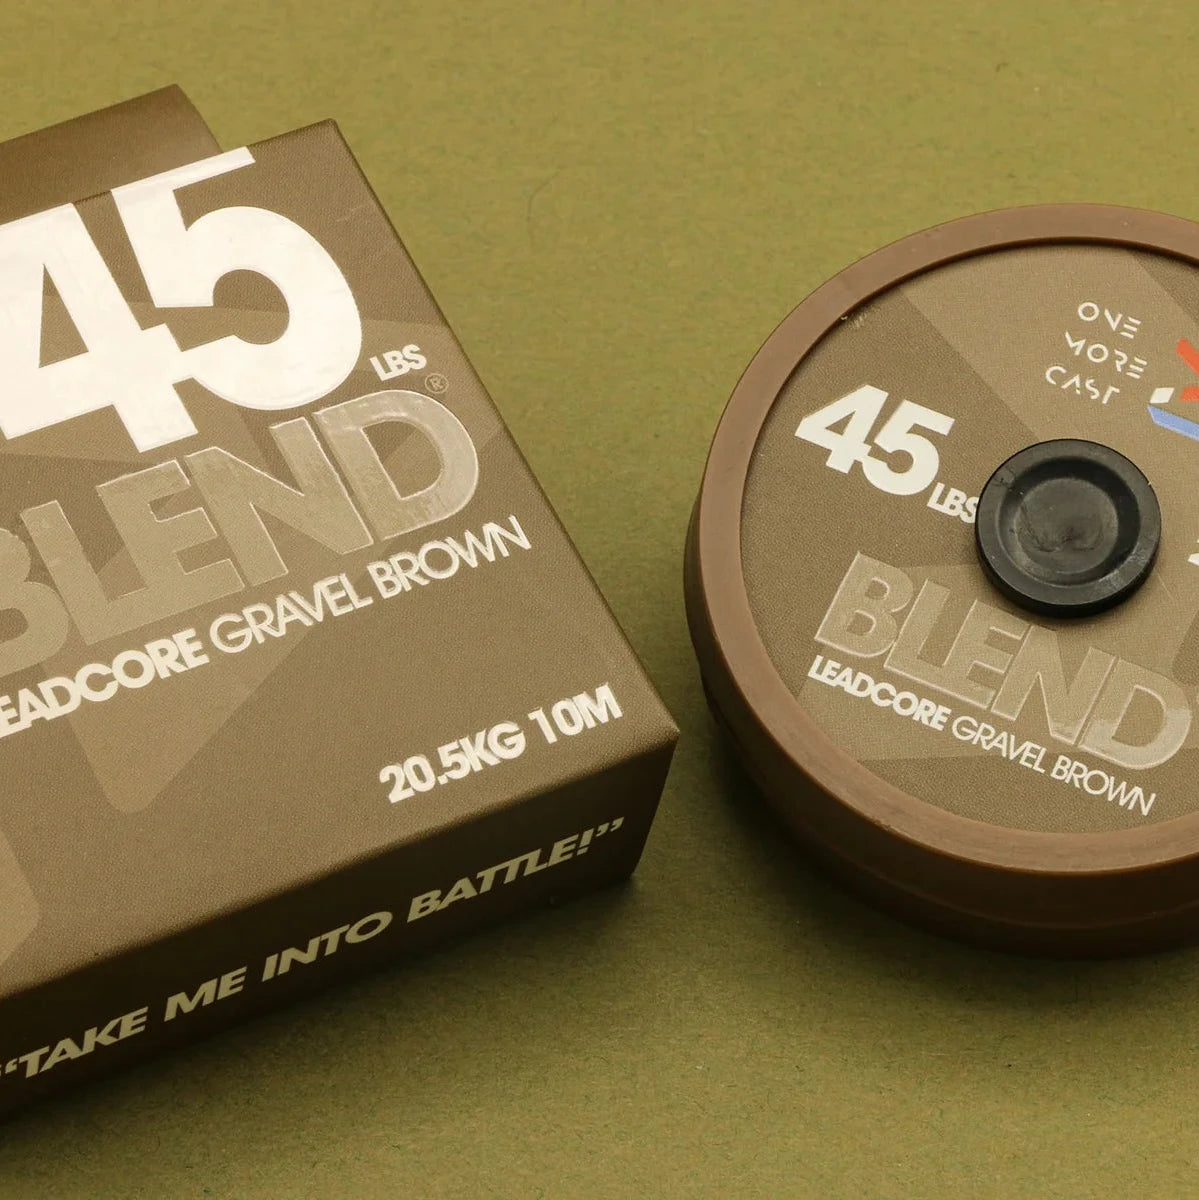 45
LBS
BLEND®
LEADCORE GRAVEL BROWN
20.5KG 10M
“TAKE ME INTO BATTLE!”
ONE
MORE
CAST
45
LBS
BLEND
LEADCORE GRAVEL BROWN